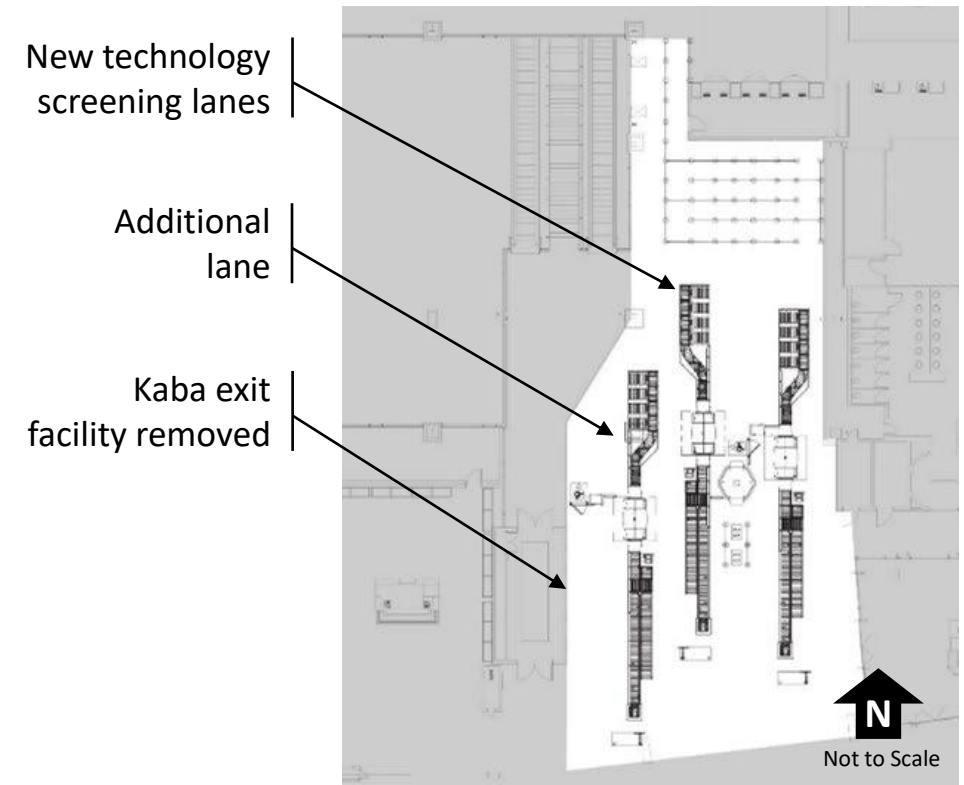 New technology
screening lanes
Additional
lane
Kaba exit
facility removed
N
Not to Scale